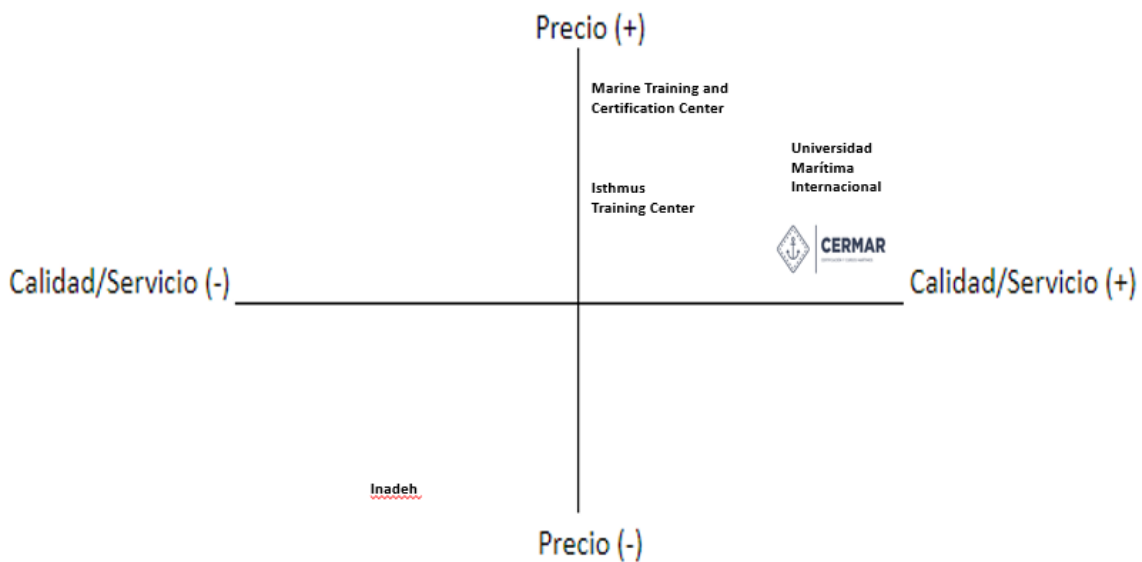 Precio (+)
Marine Training and
Certification Center
Universidad
Marítima
Internacional
Isthmus
Training Center
CERMAR
Calidad/Servicio (-)
Calidad/Servicio (+)
Inadeh
Precio (-)